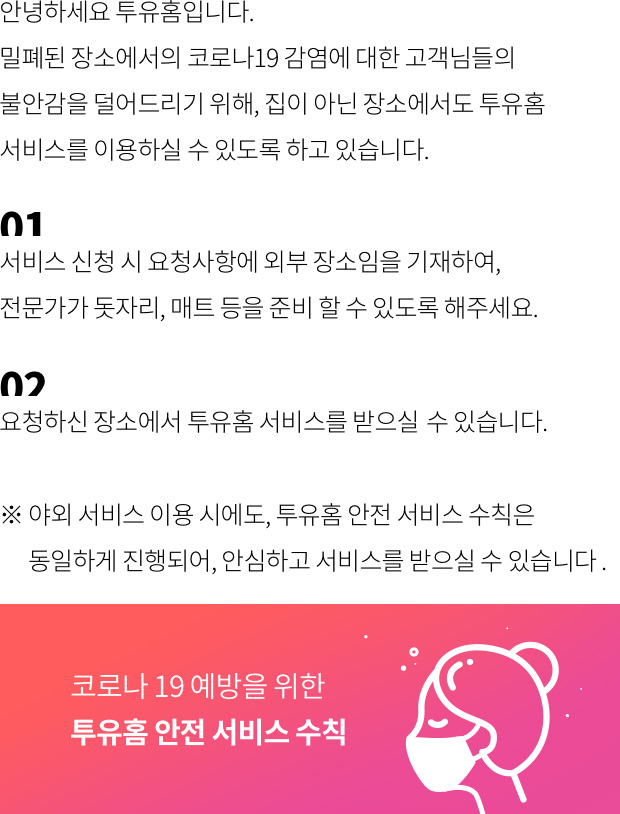 안녕하세요 투유홈입니다.
밀폐된 장소에서의 코로나19 감염에 대한 고객님들의
불안감을 덜어드리기 위해, 집이 아닌 장소에서도 투유홈
서비스를 이용하실 수 있도록 하고 있습니다.
01
서비스 신청 시 요청사항에 외부 장소임을 기재하여,
전문가가 돗자리, 매트 등을 준비 할 수 있도록 해주세요.
02
요청하신 장소에서 투유홈 서비스를 받으실 수 있습니다.
※ 야외 서비스 이용 시에도, 투유홈 안전 서비스 수칙은
동일하게 진행되어, 안심하고 서비스를 받으실 수 있습니다 .
코로나 19 예방을 위한
투유홈 안전 서비스 수칙